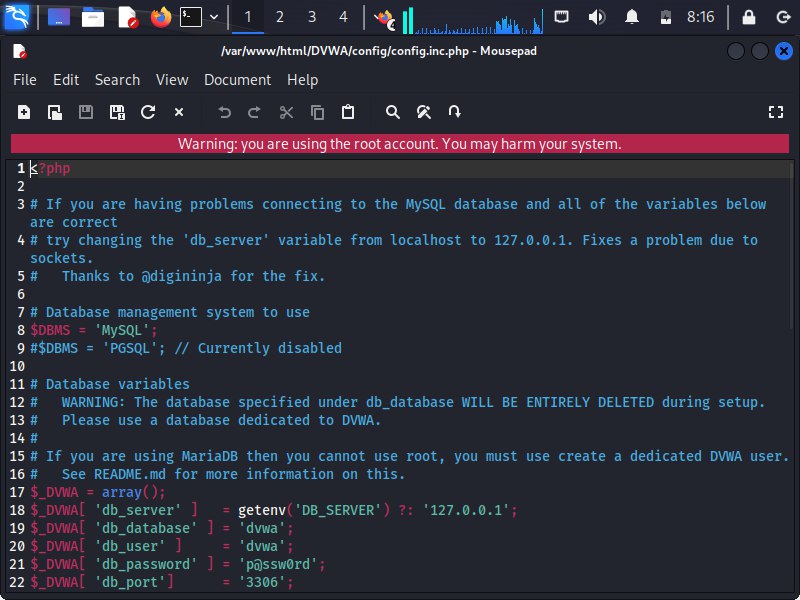 1 2 3 4 8:16
/var/www/html/DVWA/config/config.inc.php - Mousepad
File Edit Search View Document Help
Warning: you are using the root account. You may harm your system.
1 <?php
2
3 # If you are having problems connecting to the MySQL database and all of the variables below
are correct
4 # try changing the 'db_server' variable from localhost to 127.0.0.1. Fixes a problem due to
sockets.
5 #   Thanks to @digininja for the fix.
6
7 # Database management system to use
8 $DBMS = 'MySQL';
9 #$DBMS = 'PGSQL'; // Currently disabled
10
11 # Database variables
12 #   WARNING: The database specified under db_database WILL BE ENTIRELY DELETED during setup.
13 #   Please use a database dedicated to DVWA.
14 #
15 # If you are using MariaDB then you cannot use root, you must use create a dedicated DVWA user.
16 #   See README.md for more information on this.
17 $_DVWA = array();
18 $_DVWA[ 'db_server' ]   = getenv('DB_SERVER') ?: '127.0.0.1';
19 $_DVWA[ 'db_database' ] = 'dvwa';
20 $_DVWA[ 'db_user' ]     = 'dvwa';
21 $_DVWA[ 'db_password' ] = 'p@ssw0rd';
22 $_DVWA[ 'db_port']      = '3306';